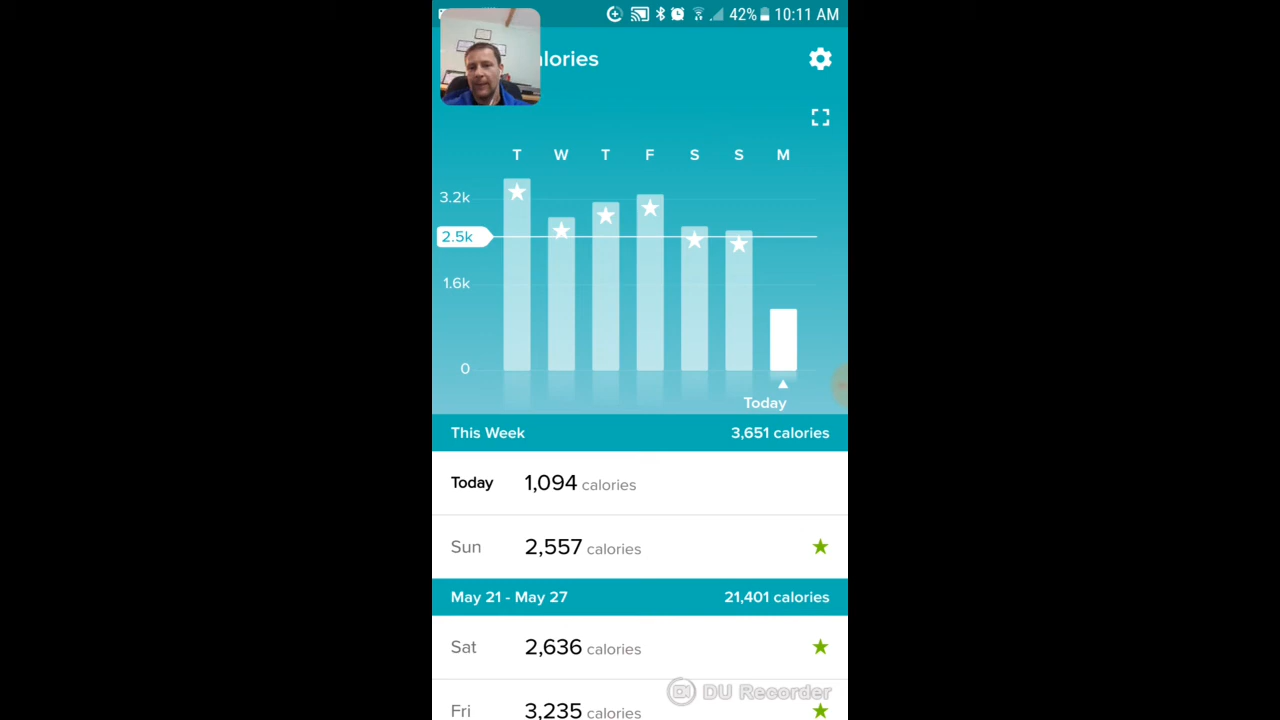 42% 10:11 AM
alories
T W T F S S M
3.2k
2.5k
1.6k
0
Today
This Week 3,651 calories
Today 1,094 calories
Sun 2,557 calories
May 21 - May 27 21,401 calories
Sat 2,636 calories
DU Recorder
Fri 3,235 calories